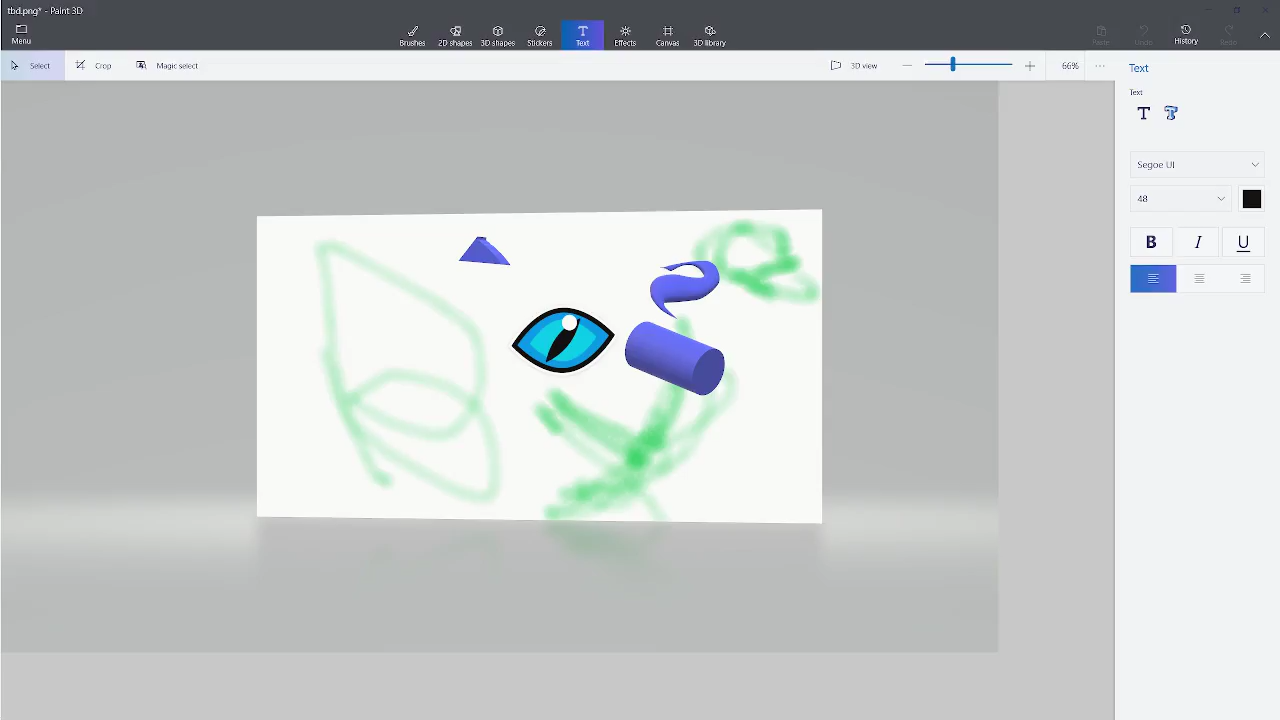 tbd.png* - Paint 3D
Menu
Brushes
2D shapes
3D shapes
Stickers
Text
Effects
Canvas
3D library
Paste
Undo
History
Redo
Select
Crop
Magic select
3D view
66%
Text
Text
Segoe UI
48
B
I
U